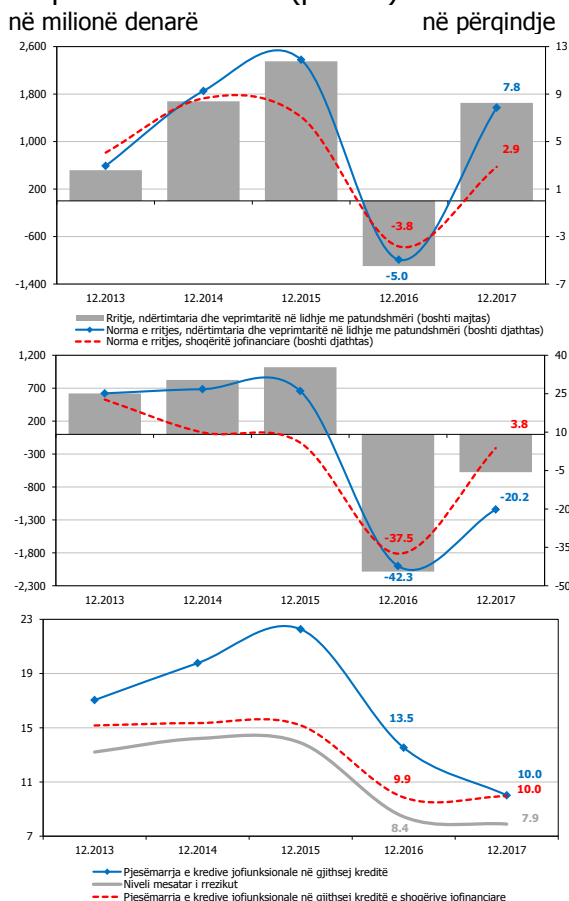 në milionë denarë në përqindje
2,600 13
1,800 9 7.8
1,000 5
2.9
200 1
-600 -3.8 -3
-5.0
-1,400 -7
12.2013 12.2014 12.2015 12.2016 12.2017
Rritje, ndërtimtaria dhe veprimtaritë në lidhje me patundshmëri (boshti majtas)
Norma e rritjes, ndërtimtaria dhe veprimtaritë në lidhje me patundshmëri (boshti djathtas)
Norma e rritjes, shoqëritë jofinanciare (boshti djathtas)
1,200 40
700 25
3.8
200 10
-300 -5
-800
-20.2
-1,300 -20
-37.5
-1,800 -35
-42.3
-2,300 -50
12.2013 12.2014 12.2015 12.2016 12.2017
23
19
15
13.5
11 9.9 10.0
10.0
8.4 7.9
7
12.2013 12.2014 12.2015 12.2016 12.2017
Pjesëmarrja e kredive jofunksionale në gjithsej kreditë
Niveli mesatar i rrezikut
Pjesëmarrja e kredive jofunksionale në gjithsej kreditë e shoqërive jofinanciare